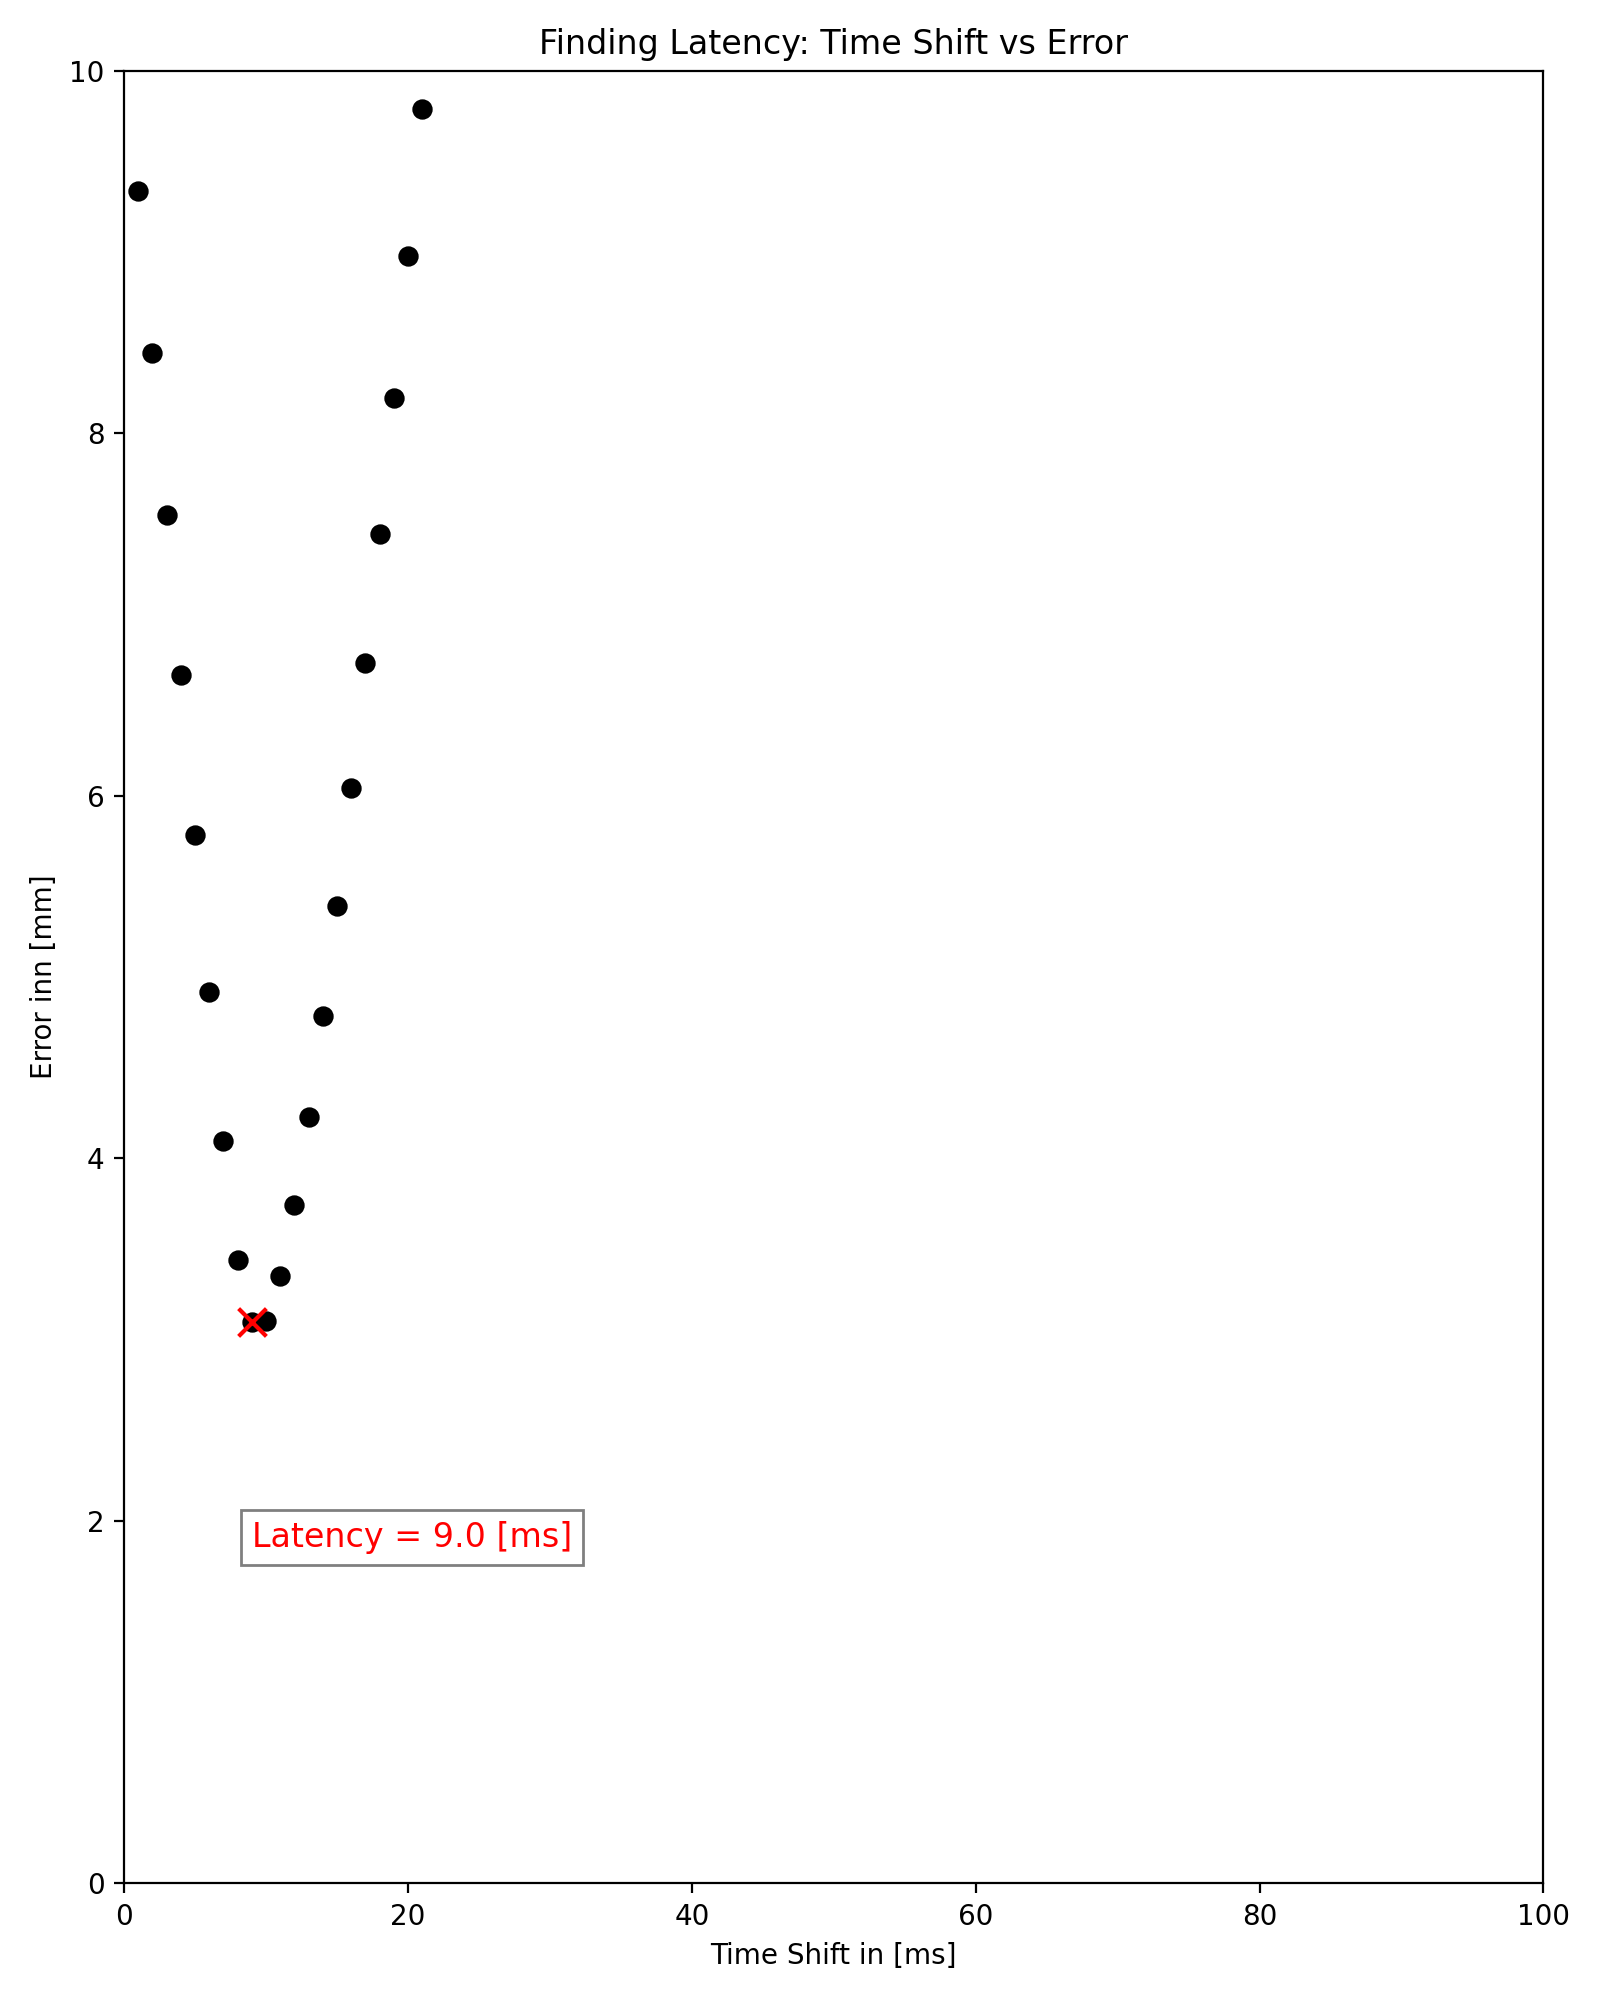 Finding Latency: Time Shift vs Error
10
8
6
4
2
0
Error inn [mm]
Latency = 9.0 [ms]
0 20 40 60 80 100
Time Shift in [ms]